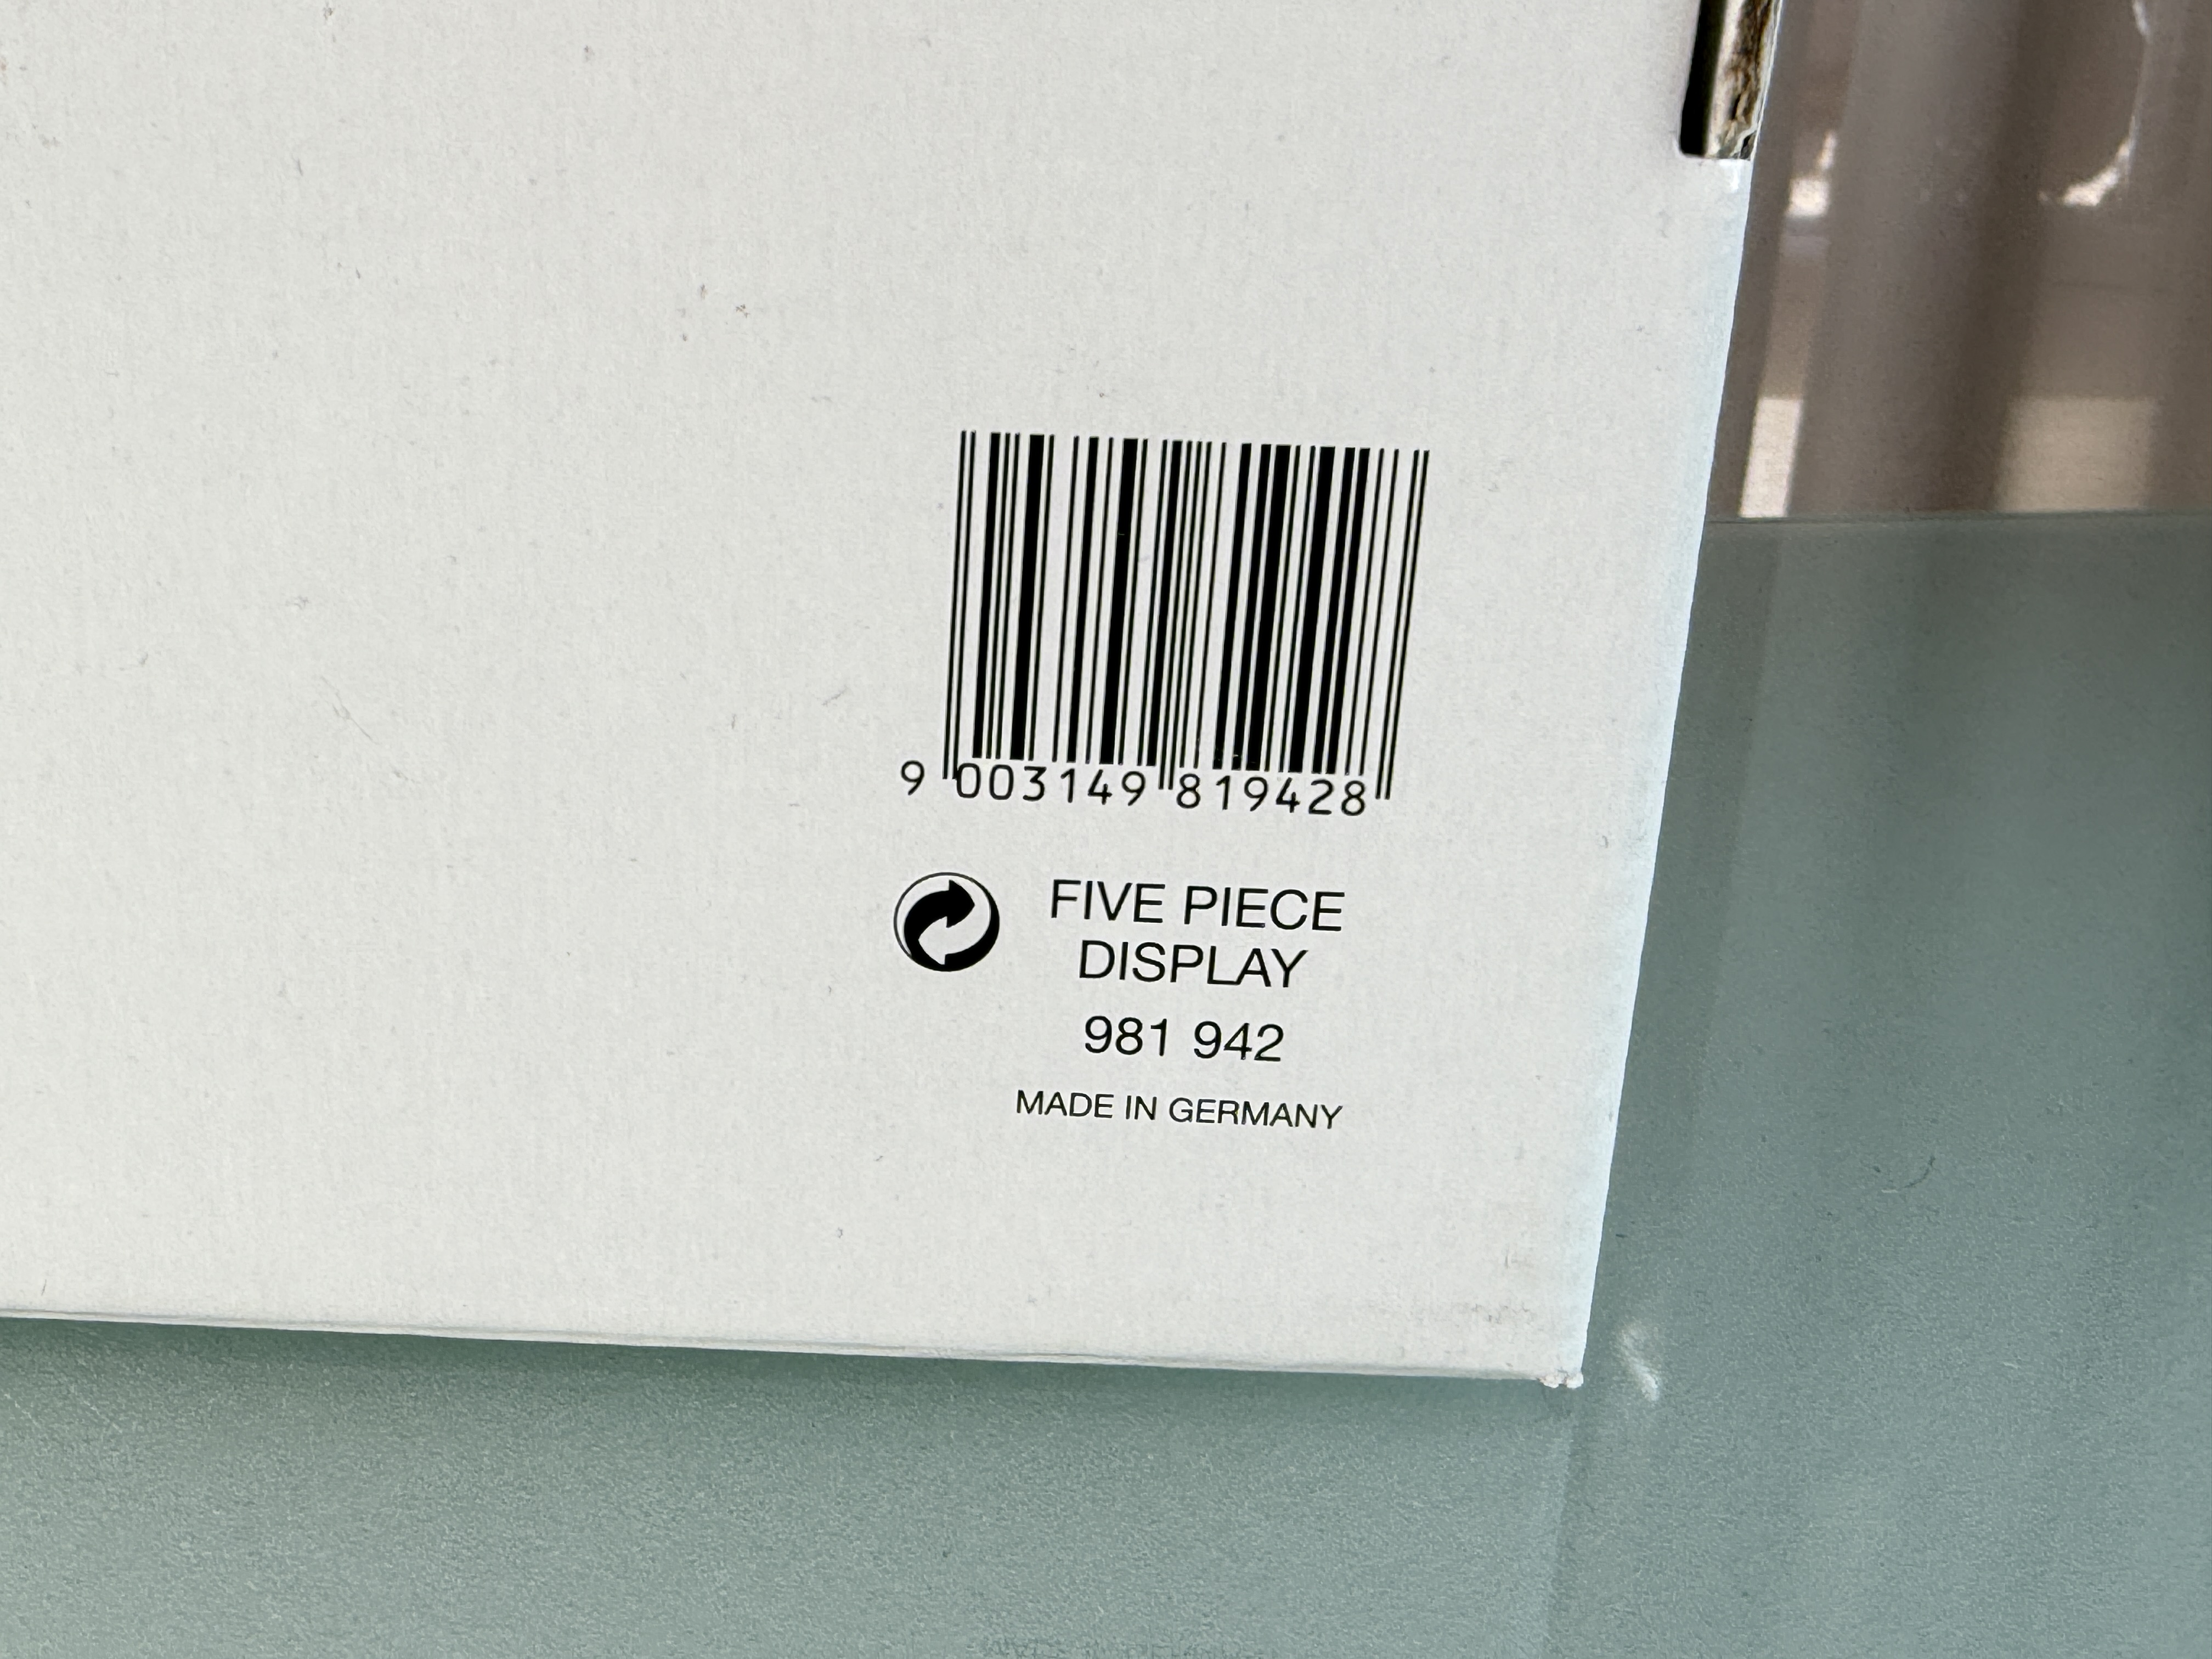 9 003149 819428
FIVE PIECE
DISPLAY
981 942
MADE IN GERMANY